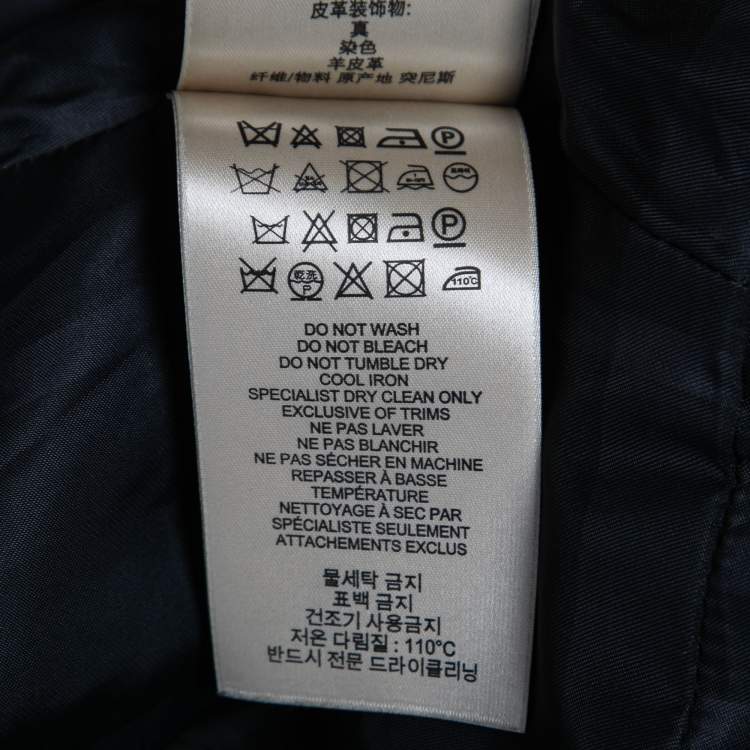 皮革装饰物:
真
染色
羊皮革
纤维/物料 原产地 突尼斯
P
P
乾洗
P
110°C
DO NOT WASH
DO NOT BLEACH
DO NOT TUMBLE DRY
COOL IRON
SPECIALIST DRY CLEAN ONLY
EXCLUSIVE OF TRIMS
NE PAS LAVER
NE PAS BLANCHIR
NE PAS SÉCHER EN MACHINE
REPASSER À BASSE
TEMPÉRATURE
NETTOYAGE À SEC PAR
SPÉCIALISTE SEULEMENT
ATTACHEMENTS EXCLUS
물세탁 금지
표백 금지
건조기 사용금지
저온 다림질 : 110°C
반드시 전문 드라이클리닝